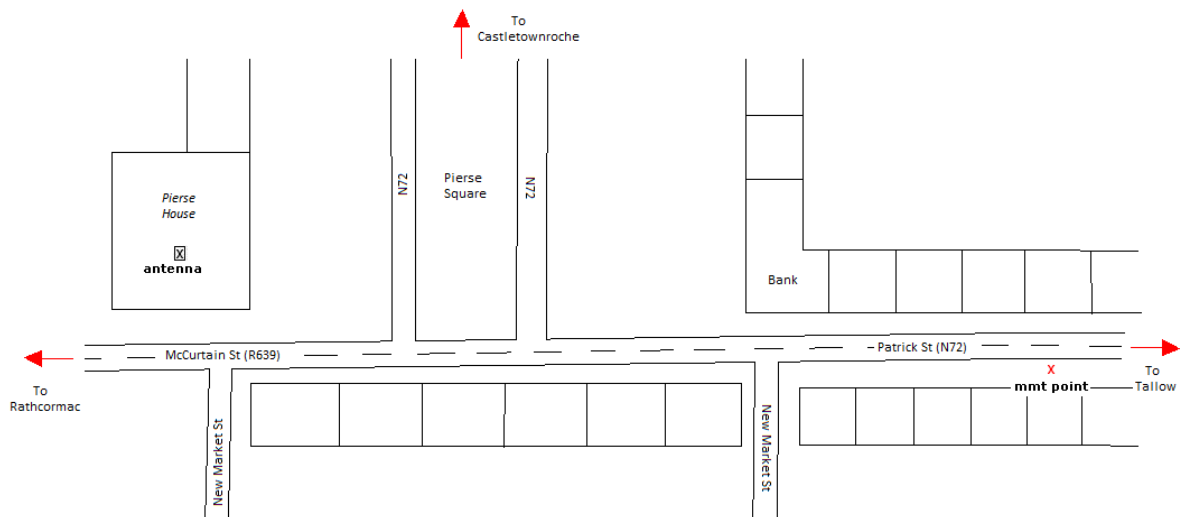 To
Castletownroche
N72
Pierse
Square
N72
Pierse
House
X
antenna
Bank
McCurtain St (R639)
Patrick St (N72)
To
Rathcormac
X
mmt point
To
Tallow
New Market St
New Market St